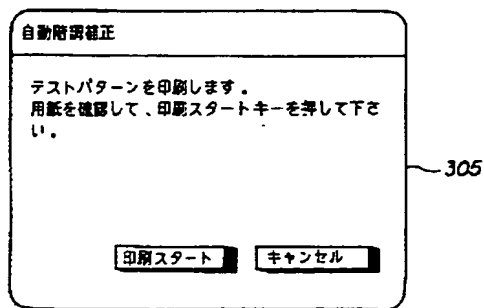 自動階調補正
テストパターンを印刷します。
用紙を確認して、印刷スタートキーを押して下さ
い。
305
印刷スタート キャンセル